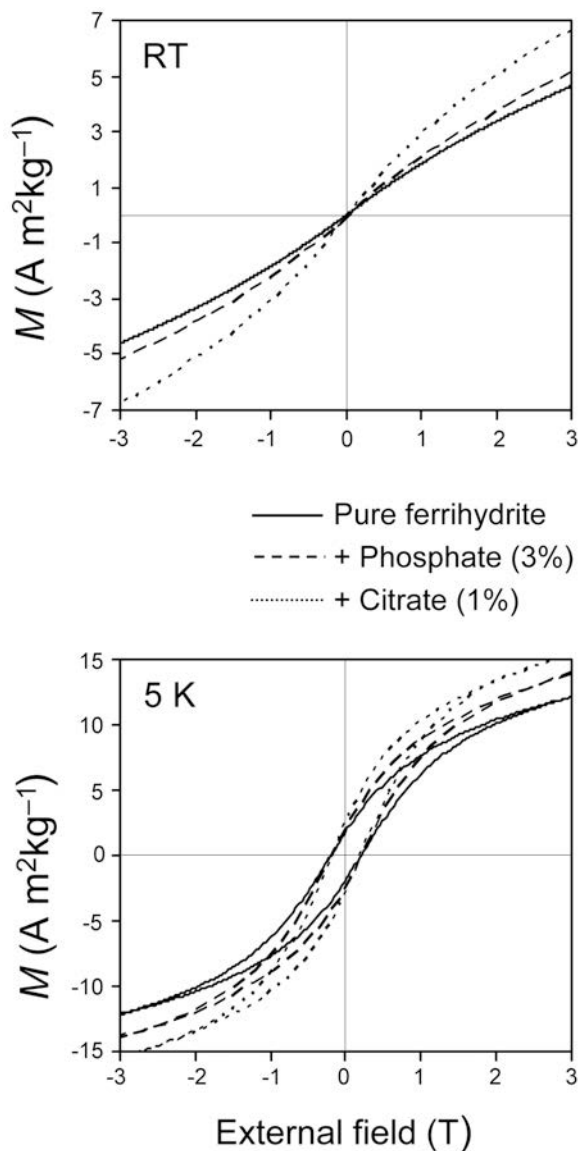 7
RT
5
3
1
-1
-3
-5
-7
M (A m²kg⁻¹)
-3 -2 -1 0 1 2 3
Pure ferrihydrite
+ Phosphate (3%)
+ Citrate (1%)
15
5 K
10
5
0
-5
-10
-15
M (A m²kg⁻¹)
-3 -2 -1 0 1 2 3
External field (T)